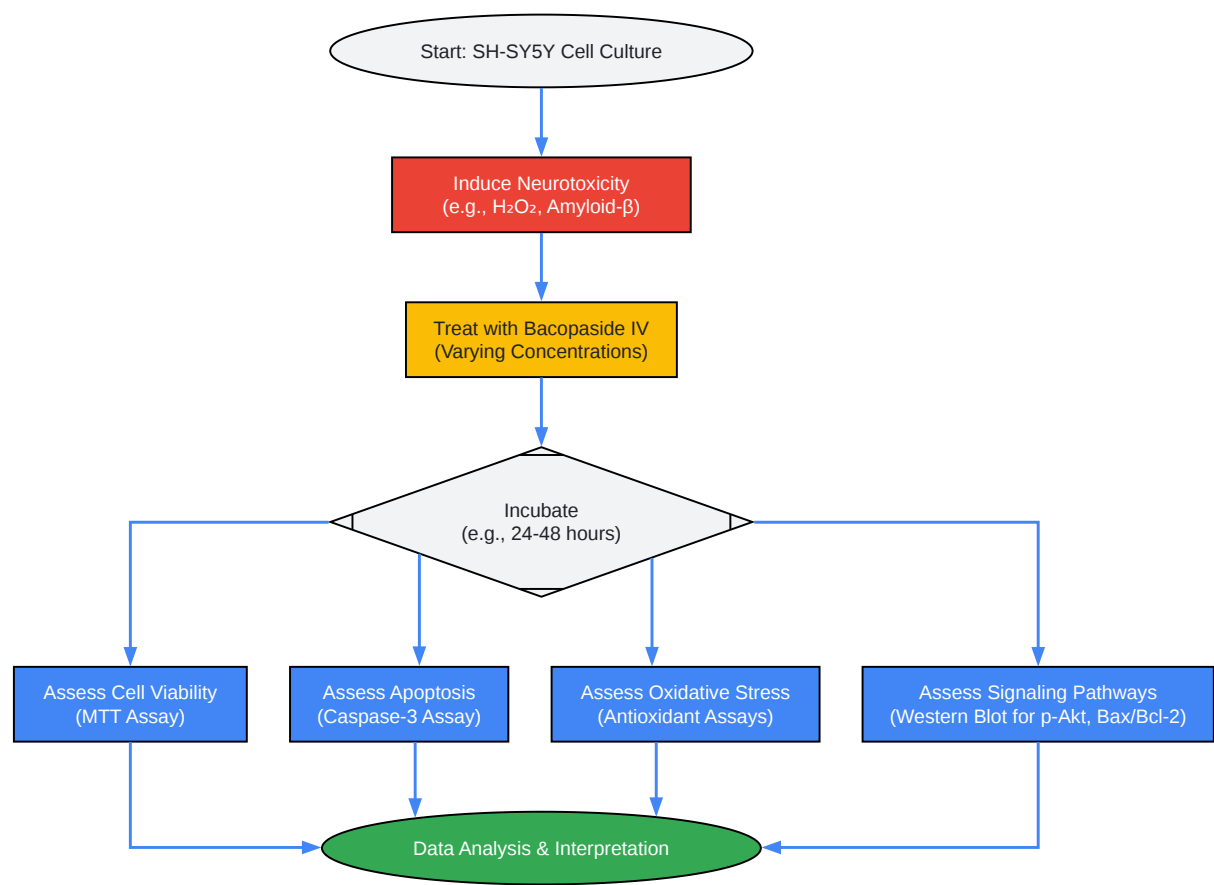 Start: SH-SY5Y Cell Culture
Induce Neurotoxicity
(e.g., H₂O₂, Amyloid-β)
Treat with Bacopaside IV
(Varying Concentrations)
Incubate
(e.g., 24-48 hours)
Assess Cell Viability
(MTT Assay)
Assess Apoptosis
(Caspase-3 Assay)
Assess Oxidative Stress
(Antioxidant Assays)
Assess Signaling Pathways
(Western Blot for p-Akt, Bax/Bcl-2)
Data Analysis & Interpretation